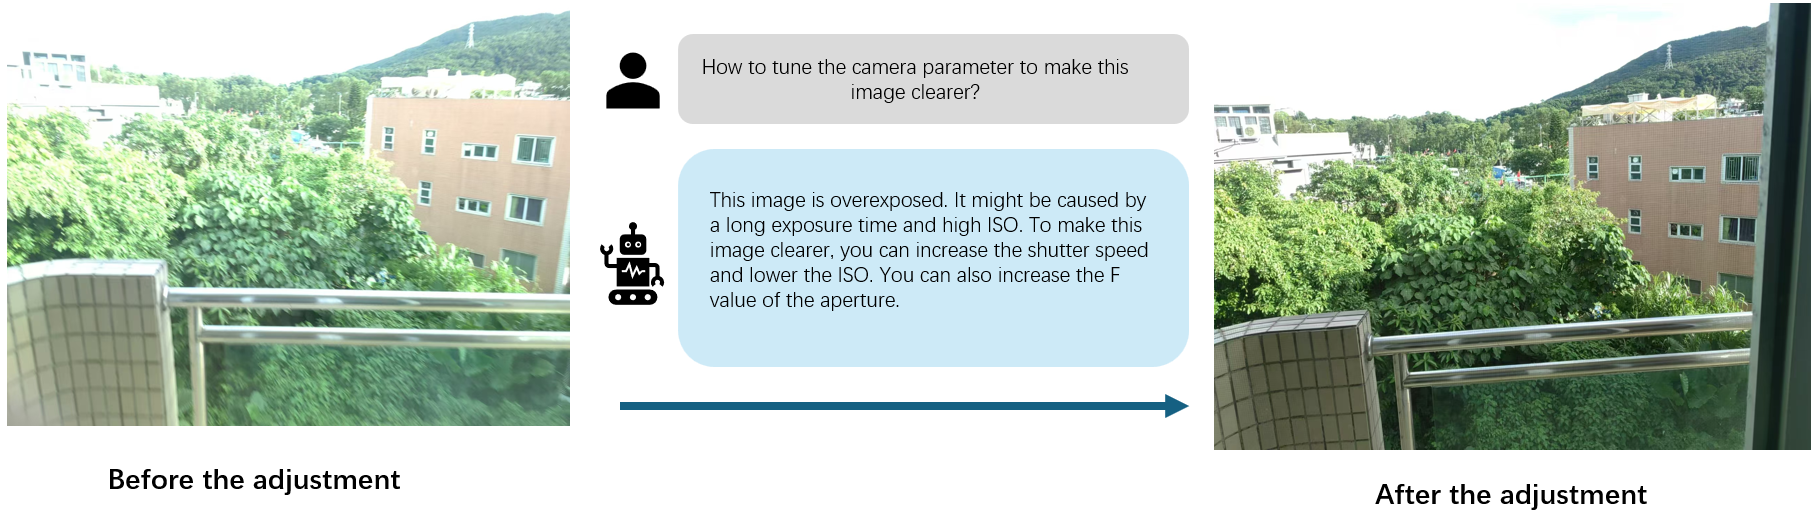 How to tune the camera parameter to make this
image clearer?
This image is overexposed. It might be caused by
a long exposure time and high ISO. To make this
image clearer, you can increase the shutter speed
and lower the ISO. You can also increase the F
value of the aperture.
Before the adjustment
After the adjustment